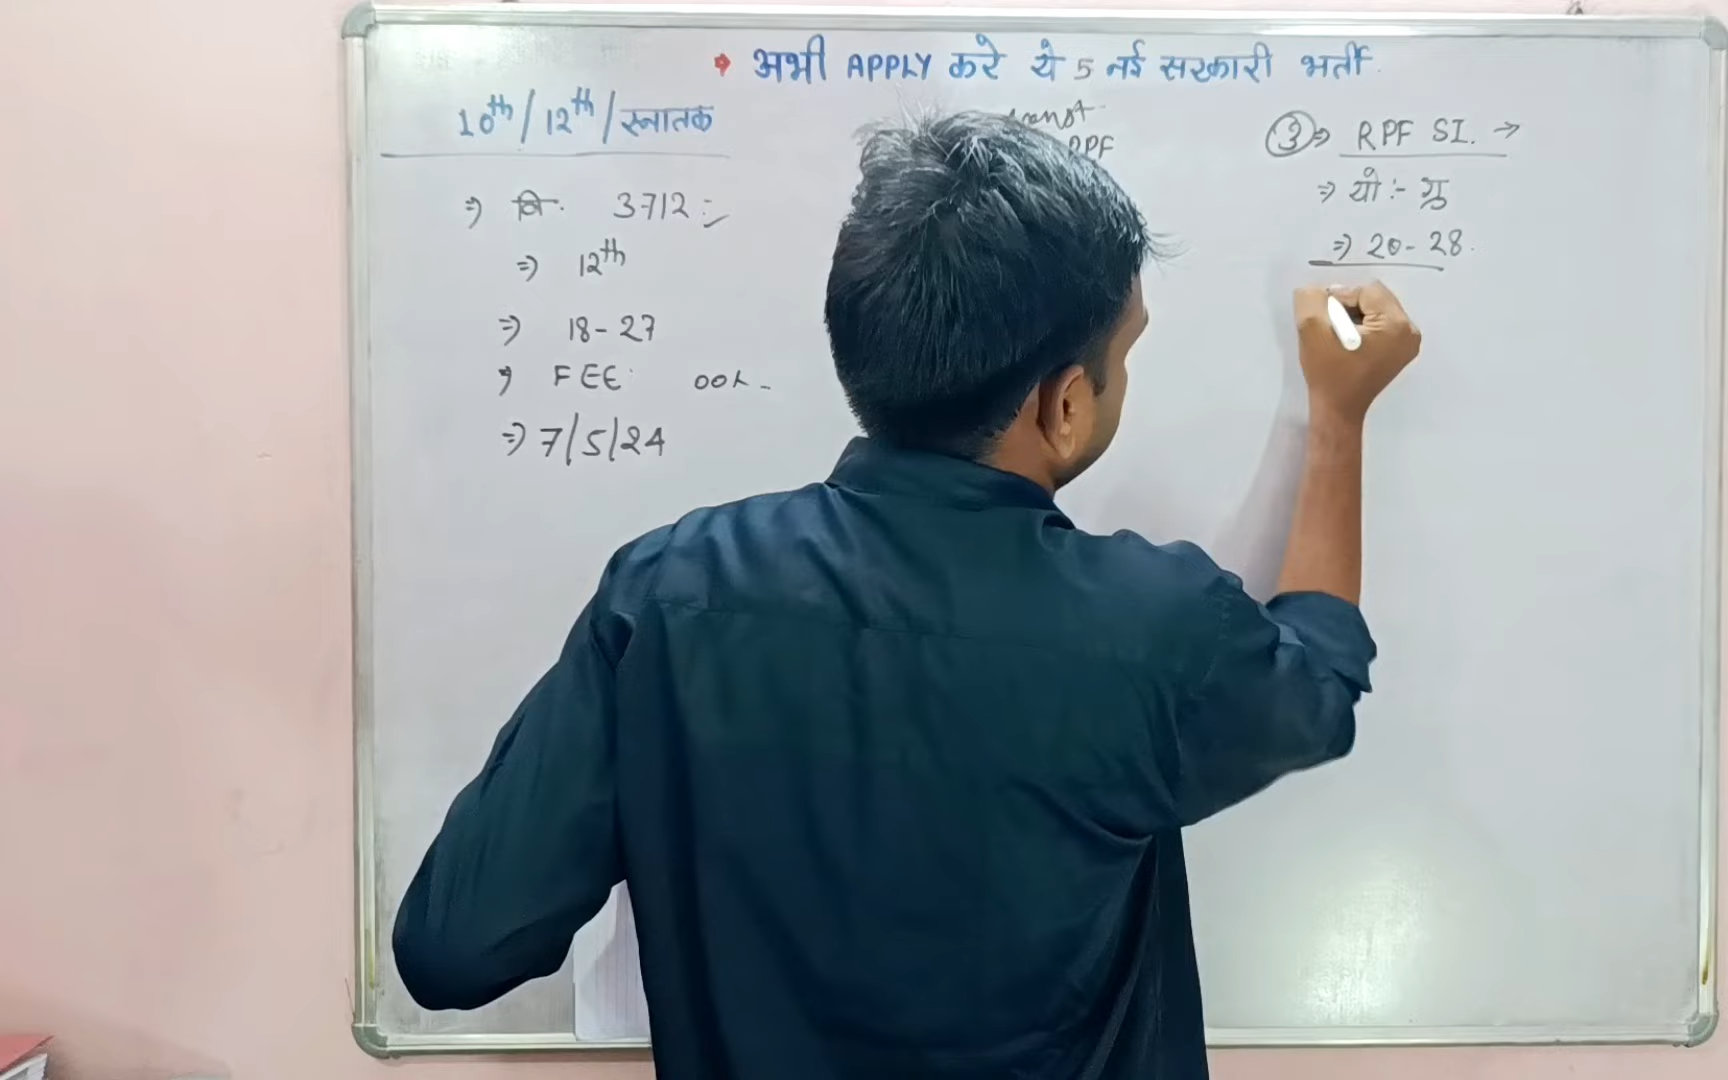 अभी APPLY करे ये 5 नई सरकारी भर्ती
10th / 12th / स्नातक
⇒ वि. 3712 :-
⇒ 12th
⇒ 18 - 27
FEE
⇒ 7/5/24
RPF
③⇒ RPF SI. →
⇒ यो :- ग्रु
⇒ 20 - 28.